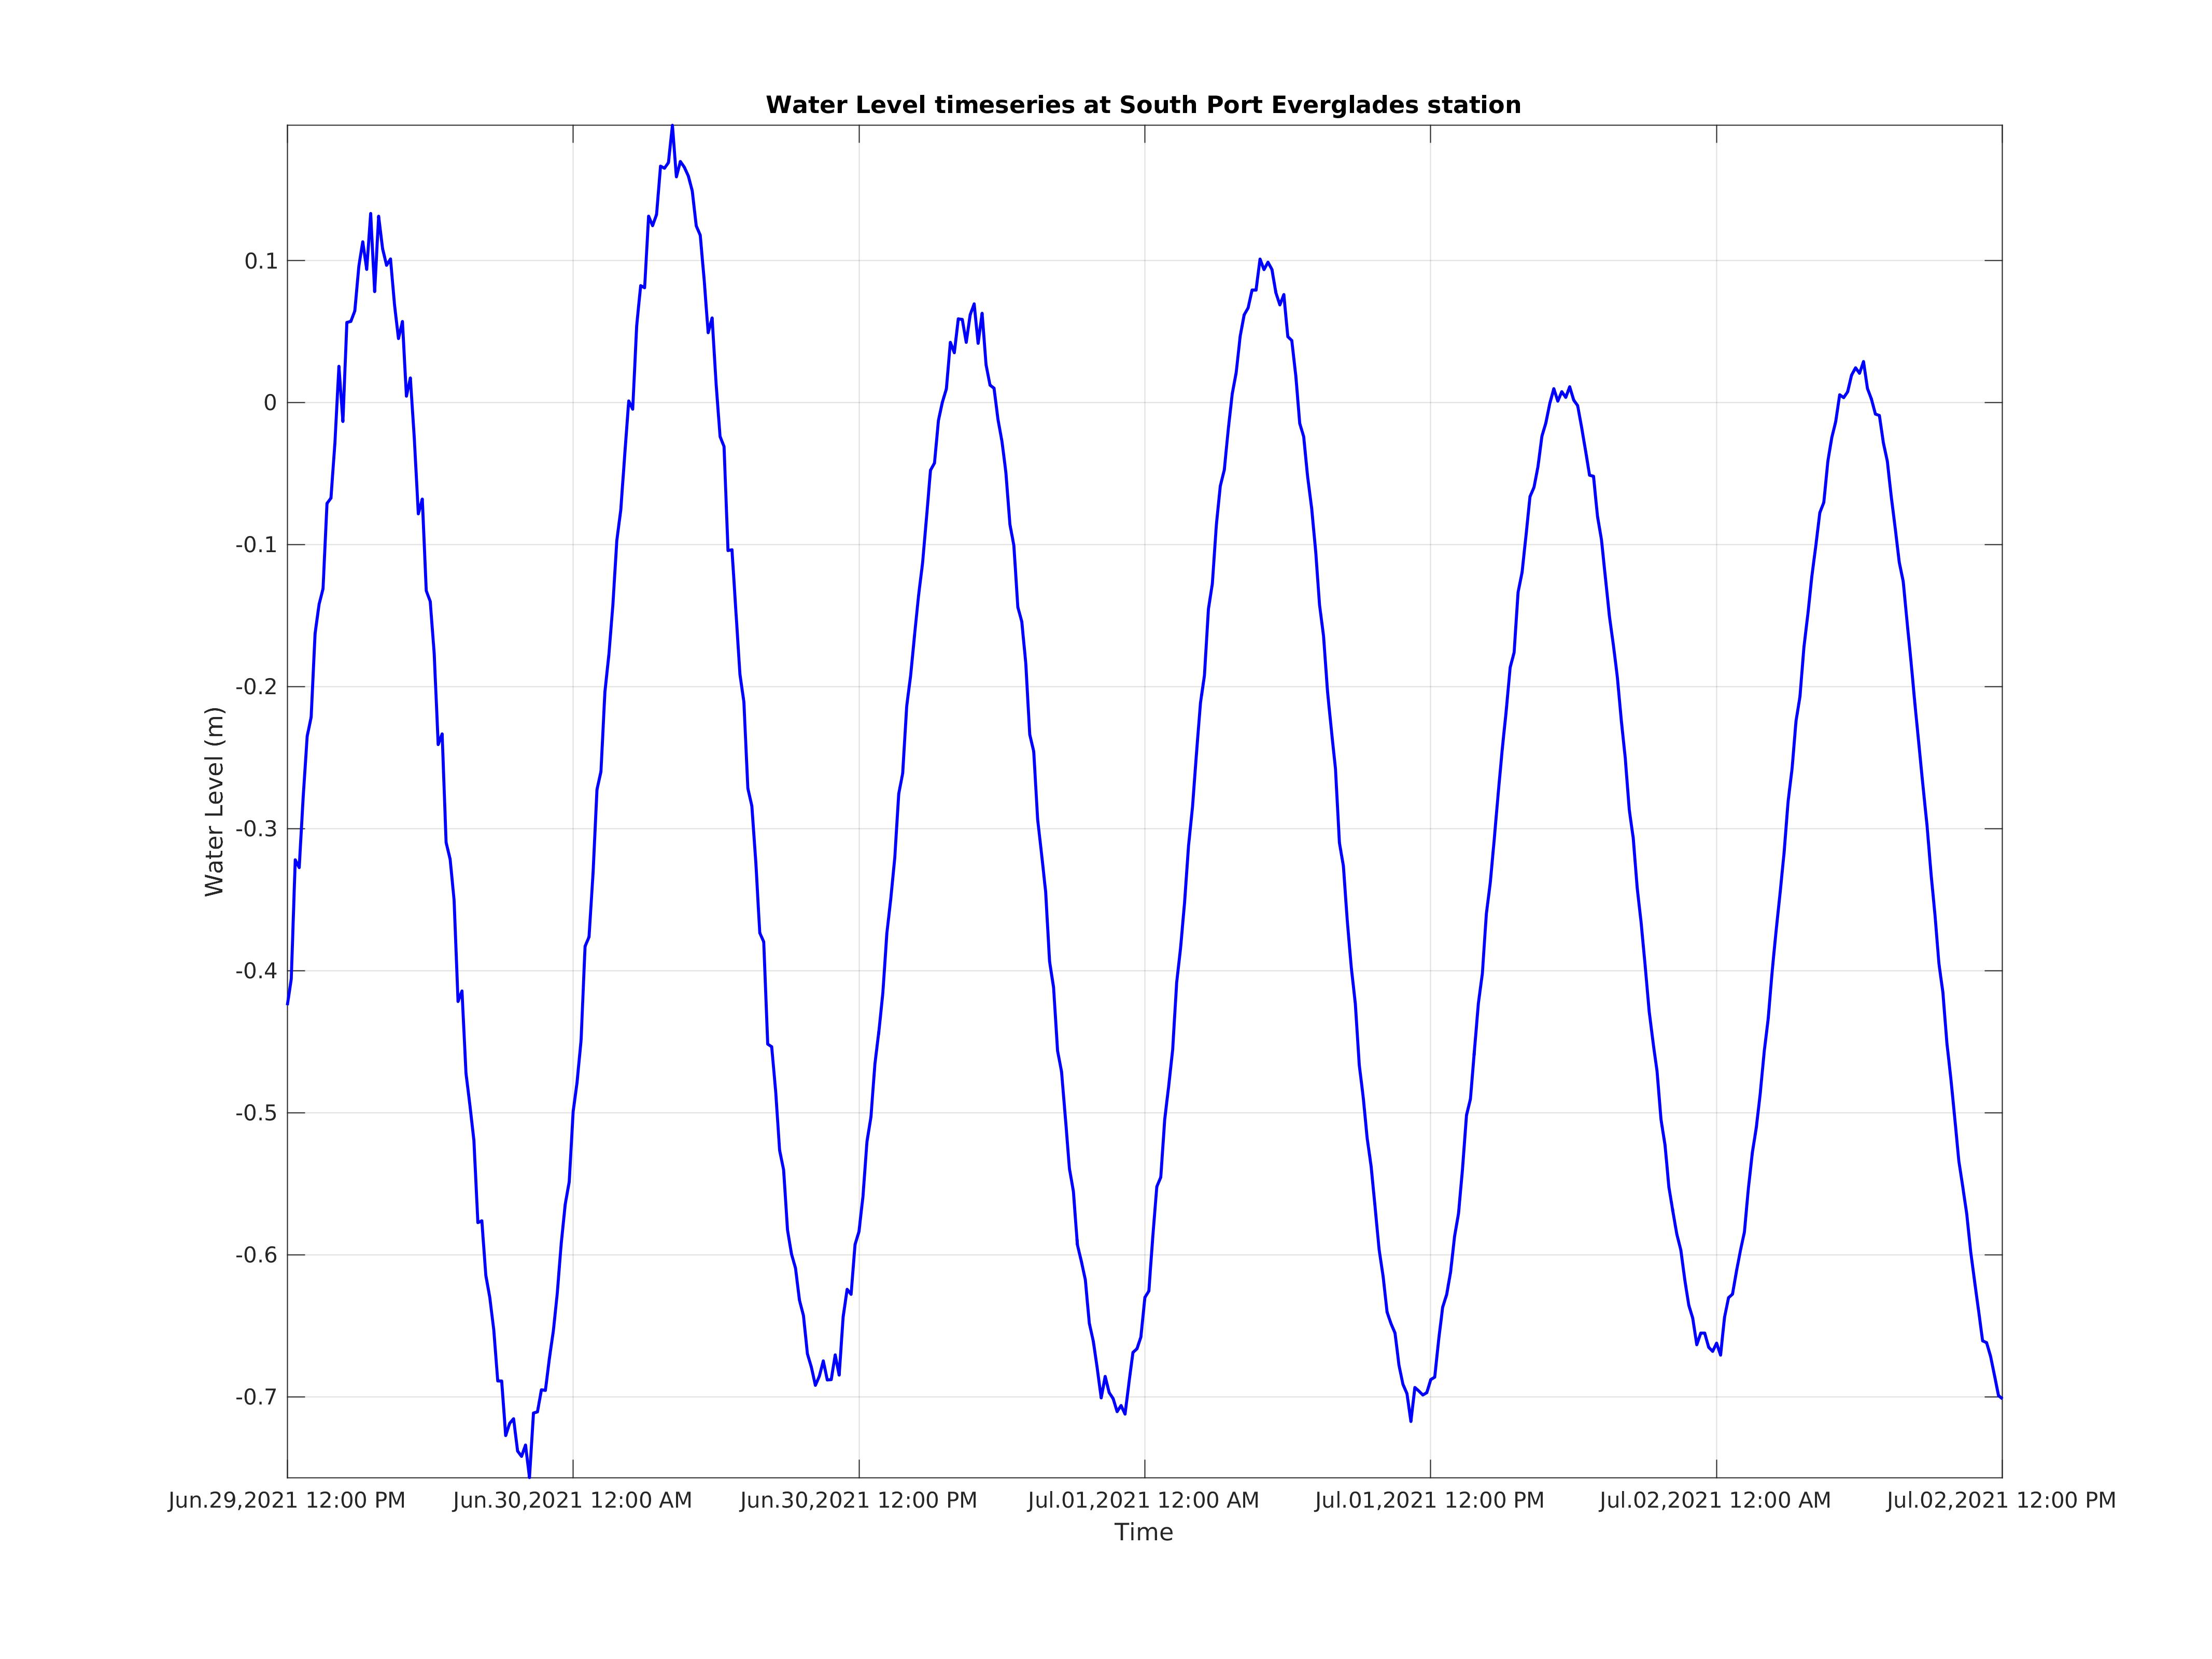 Water Level timeseries at South Port Everglades station
0.1
0
-0.1
-0.2
-0.3
-0.4
-0.5
-0.6
-0.7
Water Level (m)
Jun.29,2021 12:00 PM Jun.30,2021 12:00 AM Jun.30,2021 12:00 PM Jul.01,2021 12:00 AM Jul.01,2021 12:00 PM Jul.02,2021 12:00 AM Jul.02,2021 12:00 PM
Time